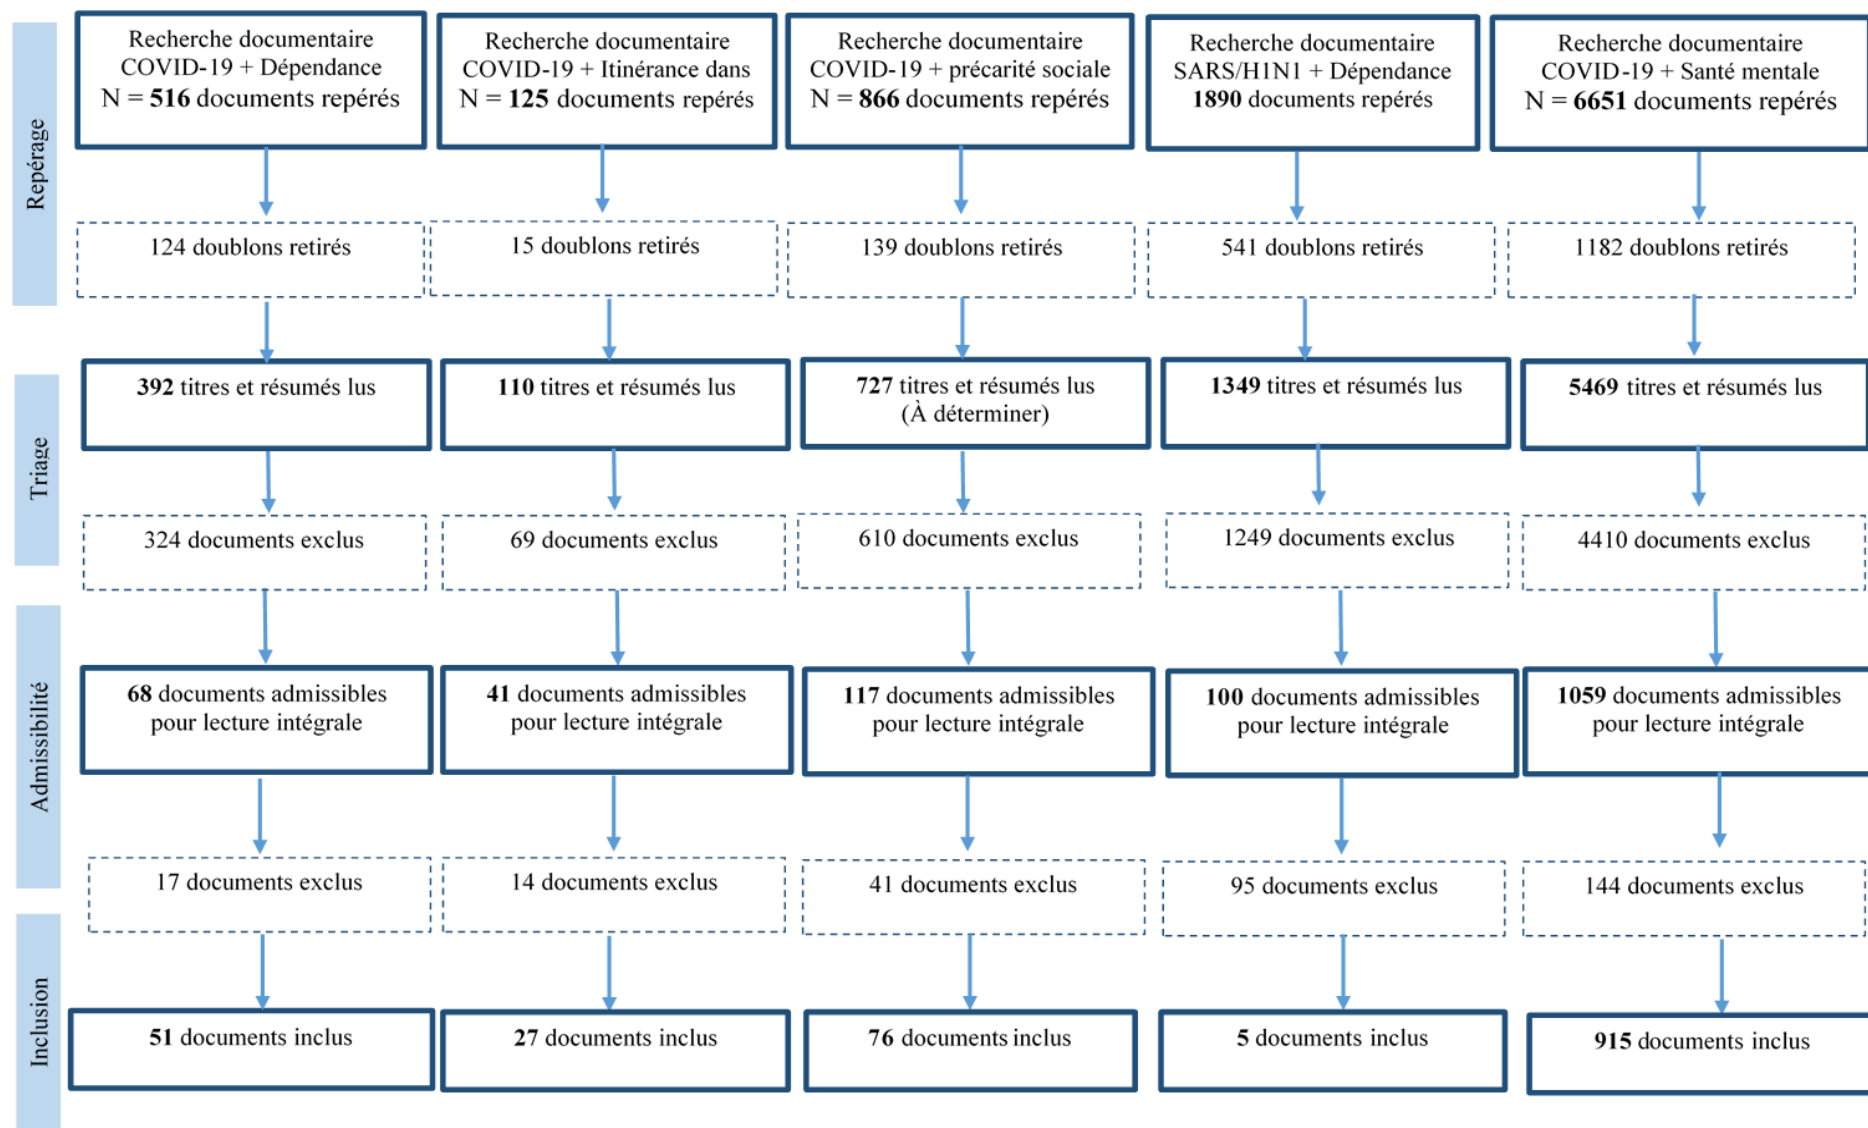 Repérage
Recherche documentaire
COVID-19 + Dépendance
N = 516 documents repérés
Recherche documentaire
COVID-19 + Itinérance dans
N = 125 documents repérés
Recherche documentaire
COVID-19 + précarité sociale
N = 866 documents repérés
Recherche documentaire
SARS/H1N1 + Dépendance
1890 documents repérés
Recherche documentaire
COVID-19 + Santé mentale
N = 6651 documents repérés
124 doublons retirés
15 doublons retirés
139 doublons retirés
541 doublons retirés
1182 doublons retirés
Triage
392 titres et résumés lus
110 titres et résumés lus
727 titres et résumés lus
(À déterminer)
1349 titres et résumés lus
5469 titres et résumés lus
324 documents exclus
69 documents exclus
610 documents exclus
1249 documents exclus
4410 documents exclus
Admissibilité
68 documents admissibles
pour lecture intégrale
41 documents admissibles
pour lecture intégrale
117 documents admissibles
pour lecture intégrale
100 documents admissibles
pour lecture intégrale
1059 documents admissibles
pour lecture intégrale
17 documents exclus
14 documents exclus
41 documents exclus
95 documents exclus
144 documents exclus
Inclusion
51 documents inclus
27 documents inclus
76 documents inclus
5 documents inclus
915 documents inclus